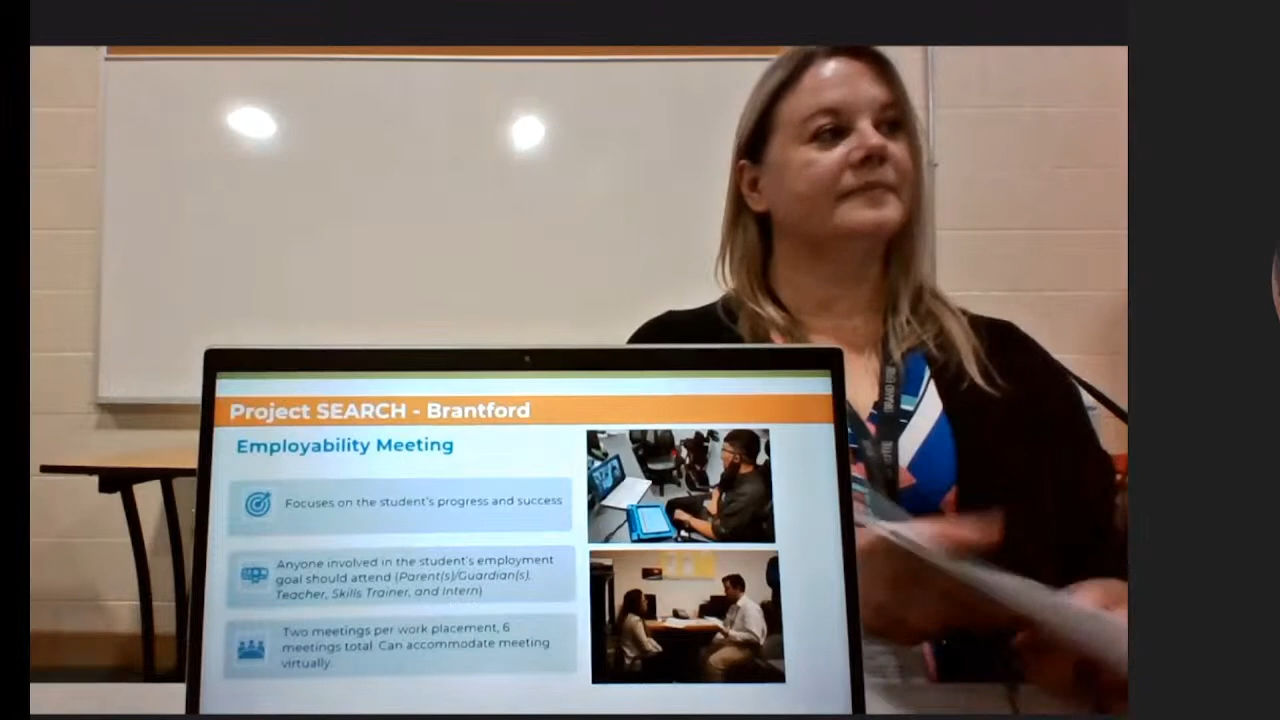 Project SEARCH - Brantford
Employability Meeting
Focuses on the student's progress and success
Anyone involved in the student's employment
goal should attend (Parent(s)/Guardian(s),
Teacher, Skills Trainer, and Intern)
Two meetings per work placement, 6
meetings total. Can accommodate meeting
virtually.